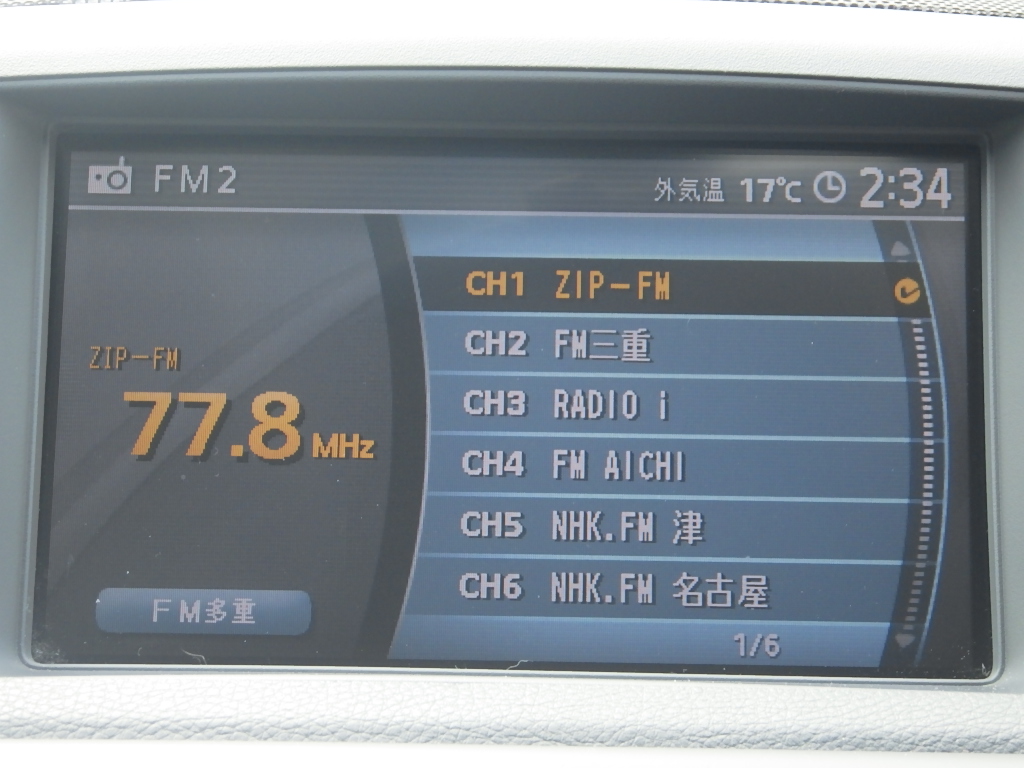 FM2
外気温 17℃ 2:34
ZIP-FM
77.8 MHz
FM多重
CH1 ZIP-FM
CH2 FM三重
CH3 RADIO i
CH4 FM AICHI
CH5 NHK.FM 津
CH6 NHK.FM 名古屋
1/6